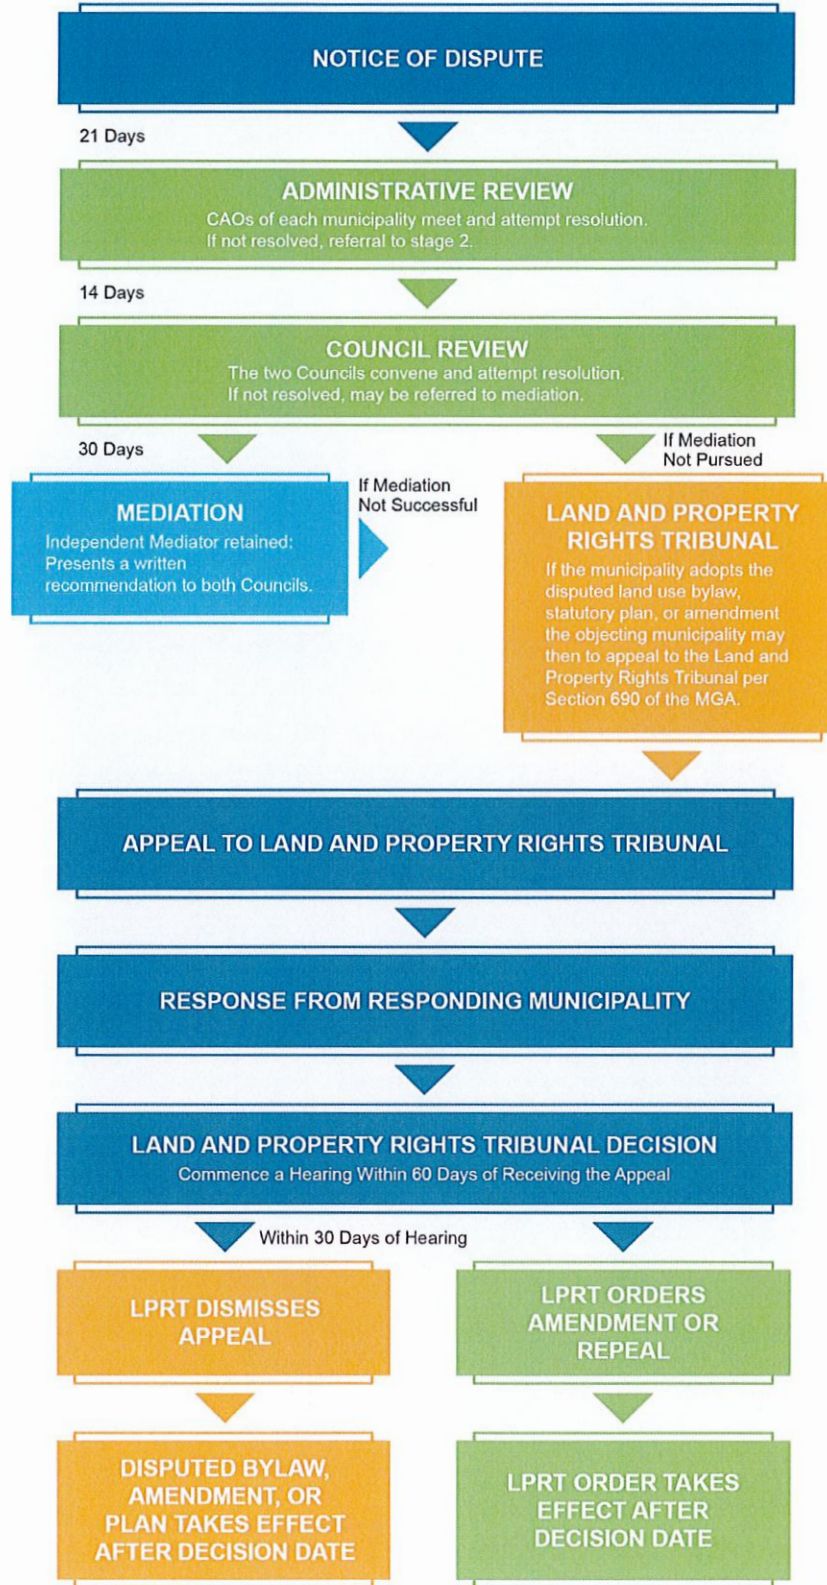 NOTICE OF DISPUTE
21 Days
ADMINISTRATIVE REVIEW
CAOs of each municipality meet and attempt resolution.
If not resolved, referral to stage 2.
14 Days
COUNCIL REVIEW
The two Councils convene and attempt resolution.
If not resolved, may be referred to mediation.
30 Days
If Mediation
Not Pursued
MEDIATION
Independent Mediator retained:
Presents a written
recommendation to both Councils.
If Mediation
Not Successful
LAND AND PROPERTY
RIGHTS TRIBUNAL
If the municipality adopts the
disputed land use bylaw,
statutory plan, or amendment
the objecting municipality may
then to appeal to the Land and
Property Rights Tribunal per
Section 690 of the MGA.
APPEAL TO LAND AND PROPERTY RIGHTS TRIBUNAL
RESPONSE FROM RESPONDING MUNICIPALITY
LAND AND PROPERTY RIGHTS TRIBUNAL DECISION
Commence a Hearing Within 60 Days of Receiving the Appeal
Within 30 Days of Hearing
LPRT DISMISSES
APPEAL
LPRT ORDERS
AMENDMENT OR
REPEAL
DISPUTED BYLAW,
AMENDMENT, OR
PLAN TAKES EFFECT
AFTER DECISION DATE
LPRT ORDER TAKES
EFFECT AFTER
DECISION DATE